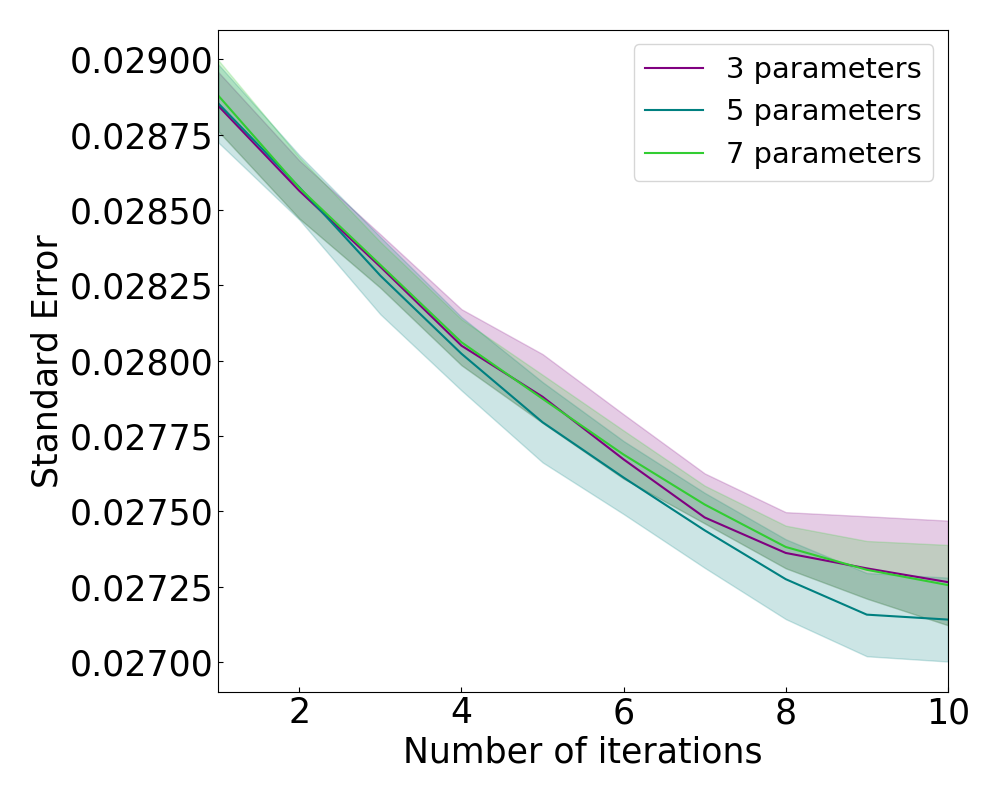 0.02900
0.02875
0.02850
0.02825
0.02800
0.02775
0.02750
0.02725
0.02700
Standard Error
3 parameters
5 parameters
7 parameters
2 4 6 8 10
Number of iterations